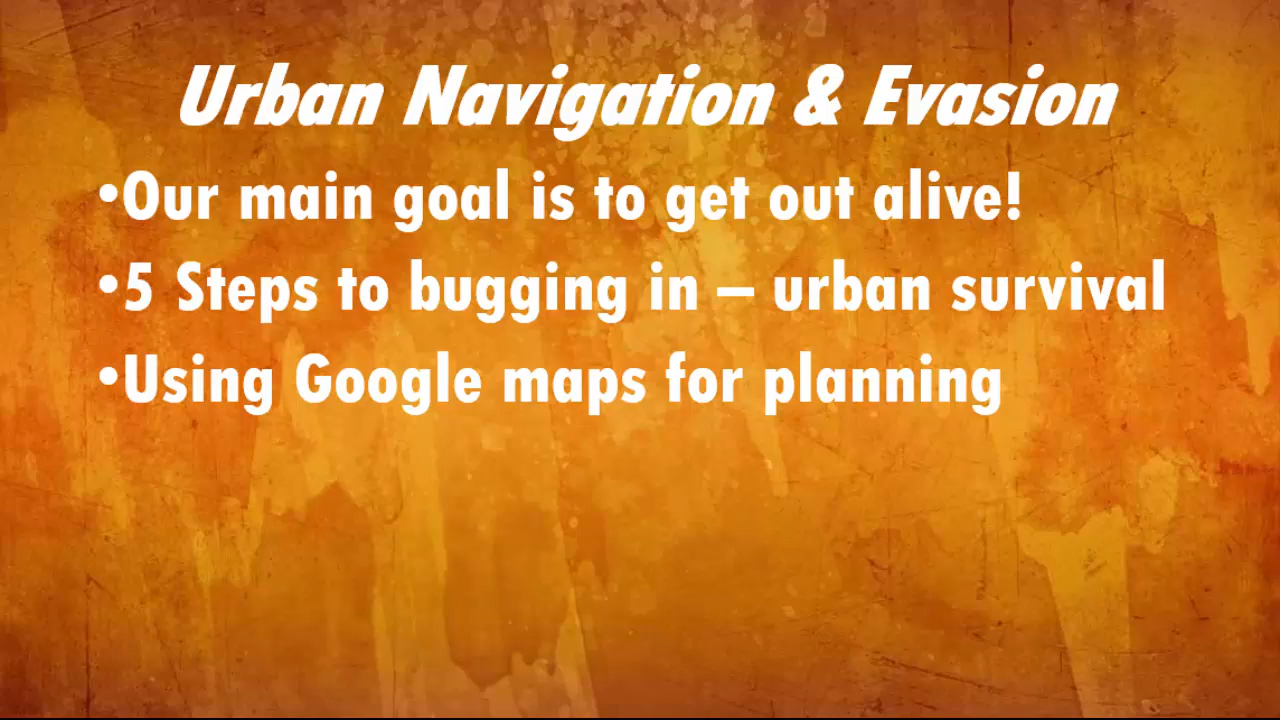 Urban Navigation & Evasion
•Our main goal is to get out alive!
•5 Steps to bugging in – urban survival
•Using Google maps for planning